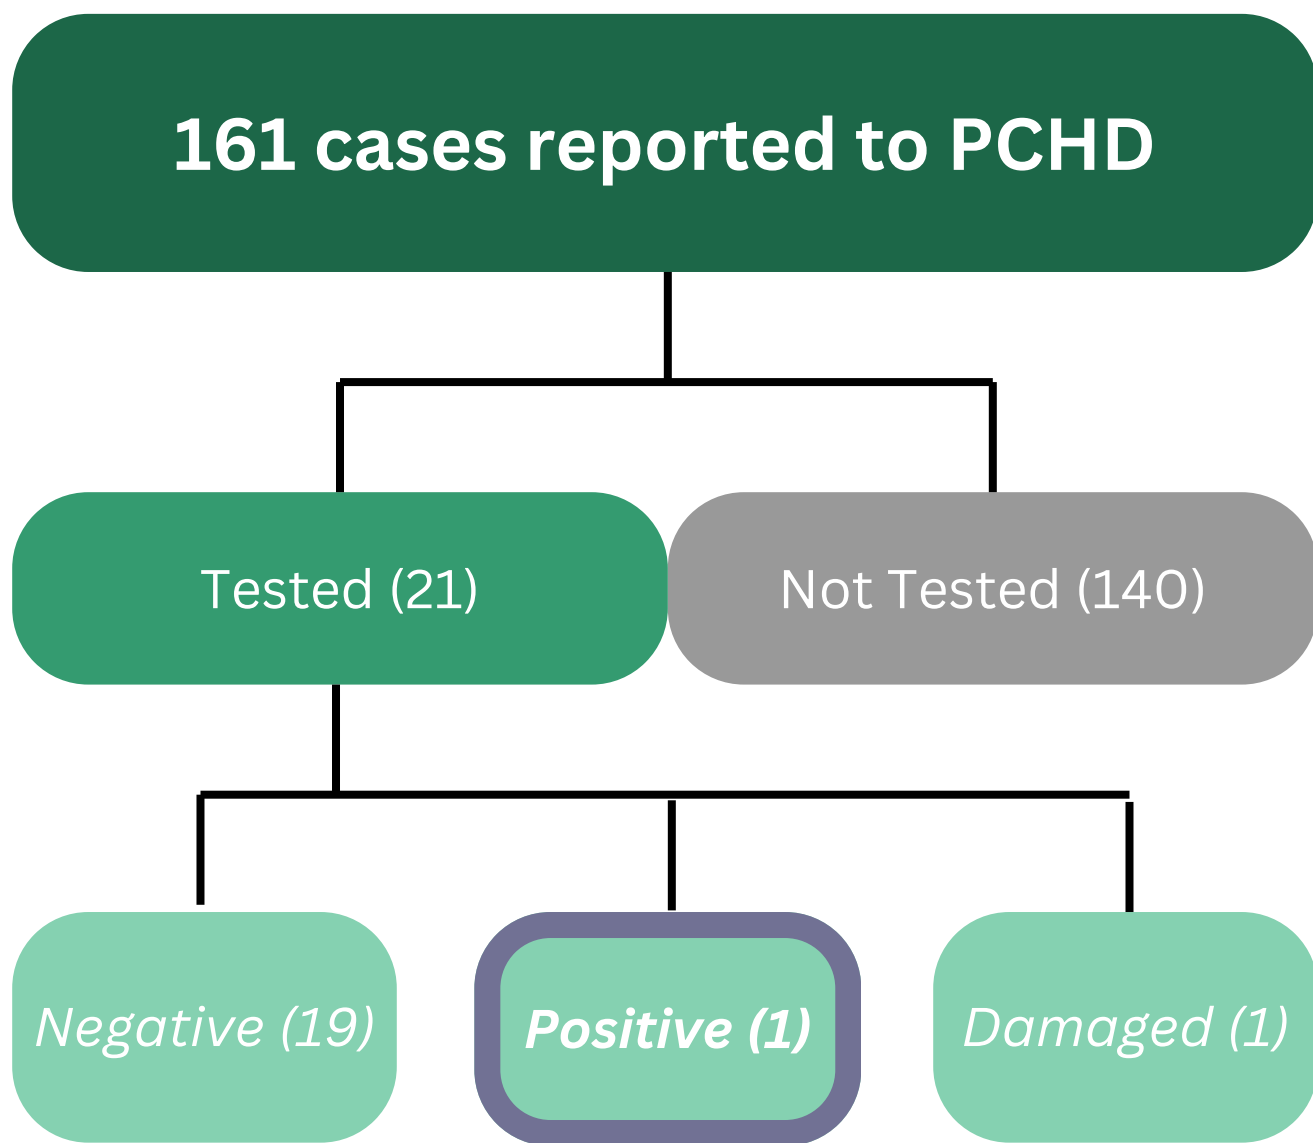 161 cases reported to PCHD
Tested (21)
Not Tested (140)
Negative (19)
Positive (1)
Damaged (1)